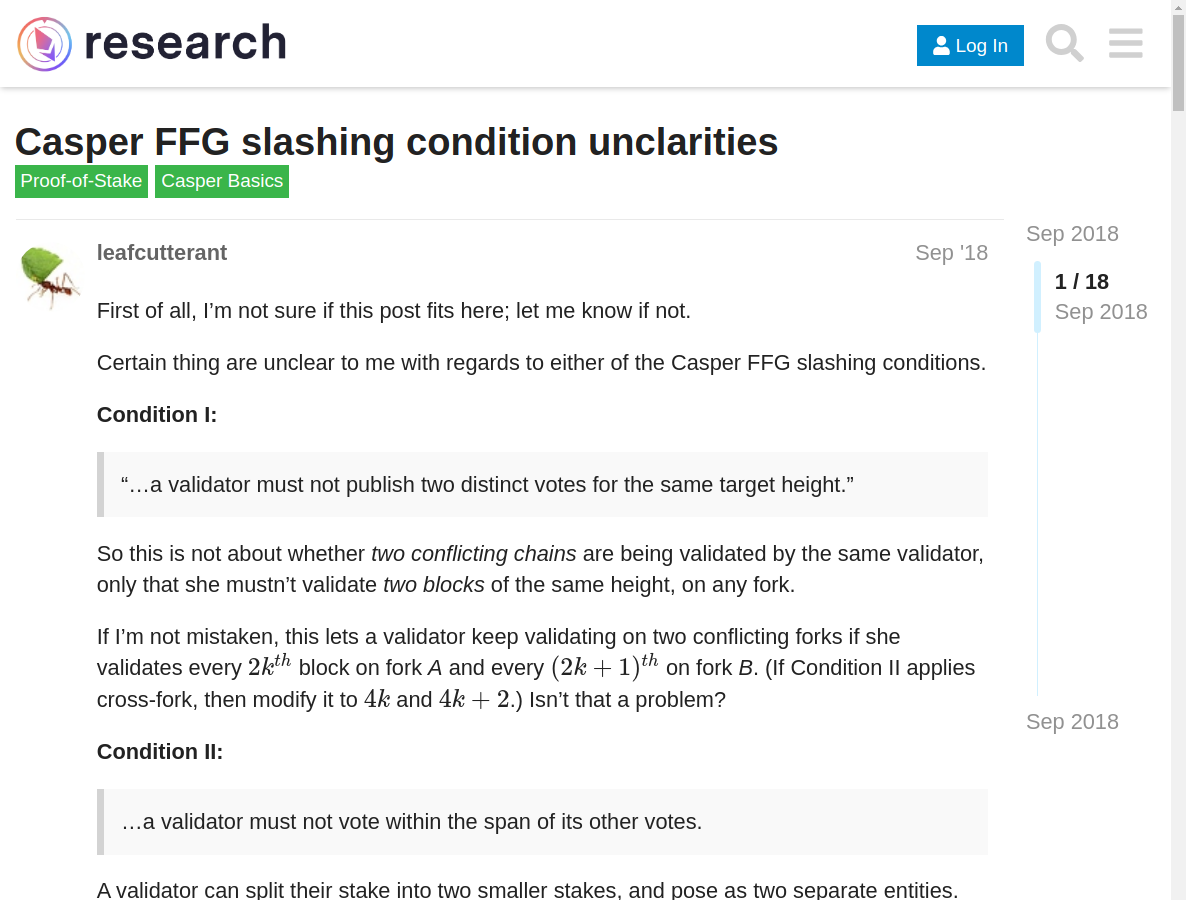 research
Log In
Casper FFG slashing condition unclarities
Proof-of-Stake Casper Basics
leafcutterant
Sep '18
Sep 2018
1 / 18
Sep 2018
First of all, I’m not sure if this post fits here; let me know if not.
Certain thing are unclear to me with regards to either of the Casper FFG slashing conditions.
Condition I:
“…a validator must not publish two distinct votes for the same target height.”
So this is not about whether two conflicting chains are being validated by the same validator,
only that she mustn’t validate two blocks of the same height, on any fork.
If I’m not mistaken, this lets a validator keep validating on two conflicting forks if she
validates every 2k^{th} block on fork A and every (2k + 1)^{th} on fork B. (If Condition II applies
cross-fork, then modify it to 4k and 4k + 2.) Isn’t that a problem?
Sep 2018
Condition II:
…a validator must not vote within the span of its other votes.
A validator can split their stake into two smaller stakes, and pose as two separate entities.